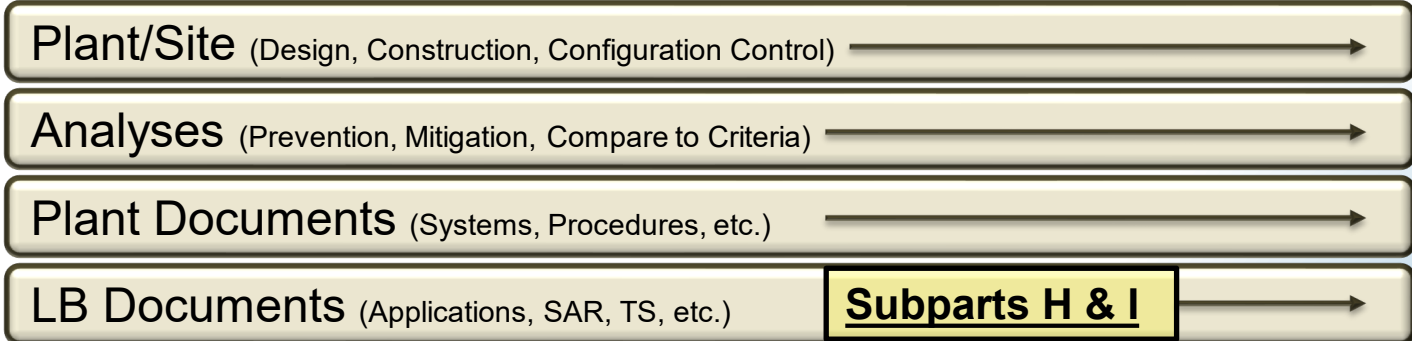 Plant/Site (Design, Construction, Configuration Control)
Analyses (Prevention, Mitigation, Compare to Criteria)
Plant Documents (Systems, Procedures, etc.)
LB Documents (Applications, SAR, TS, etc.) Subparts H & I